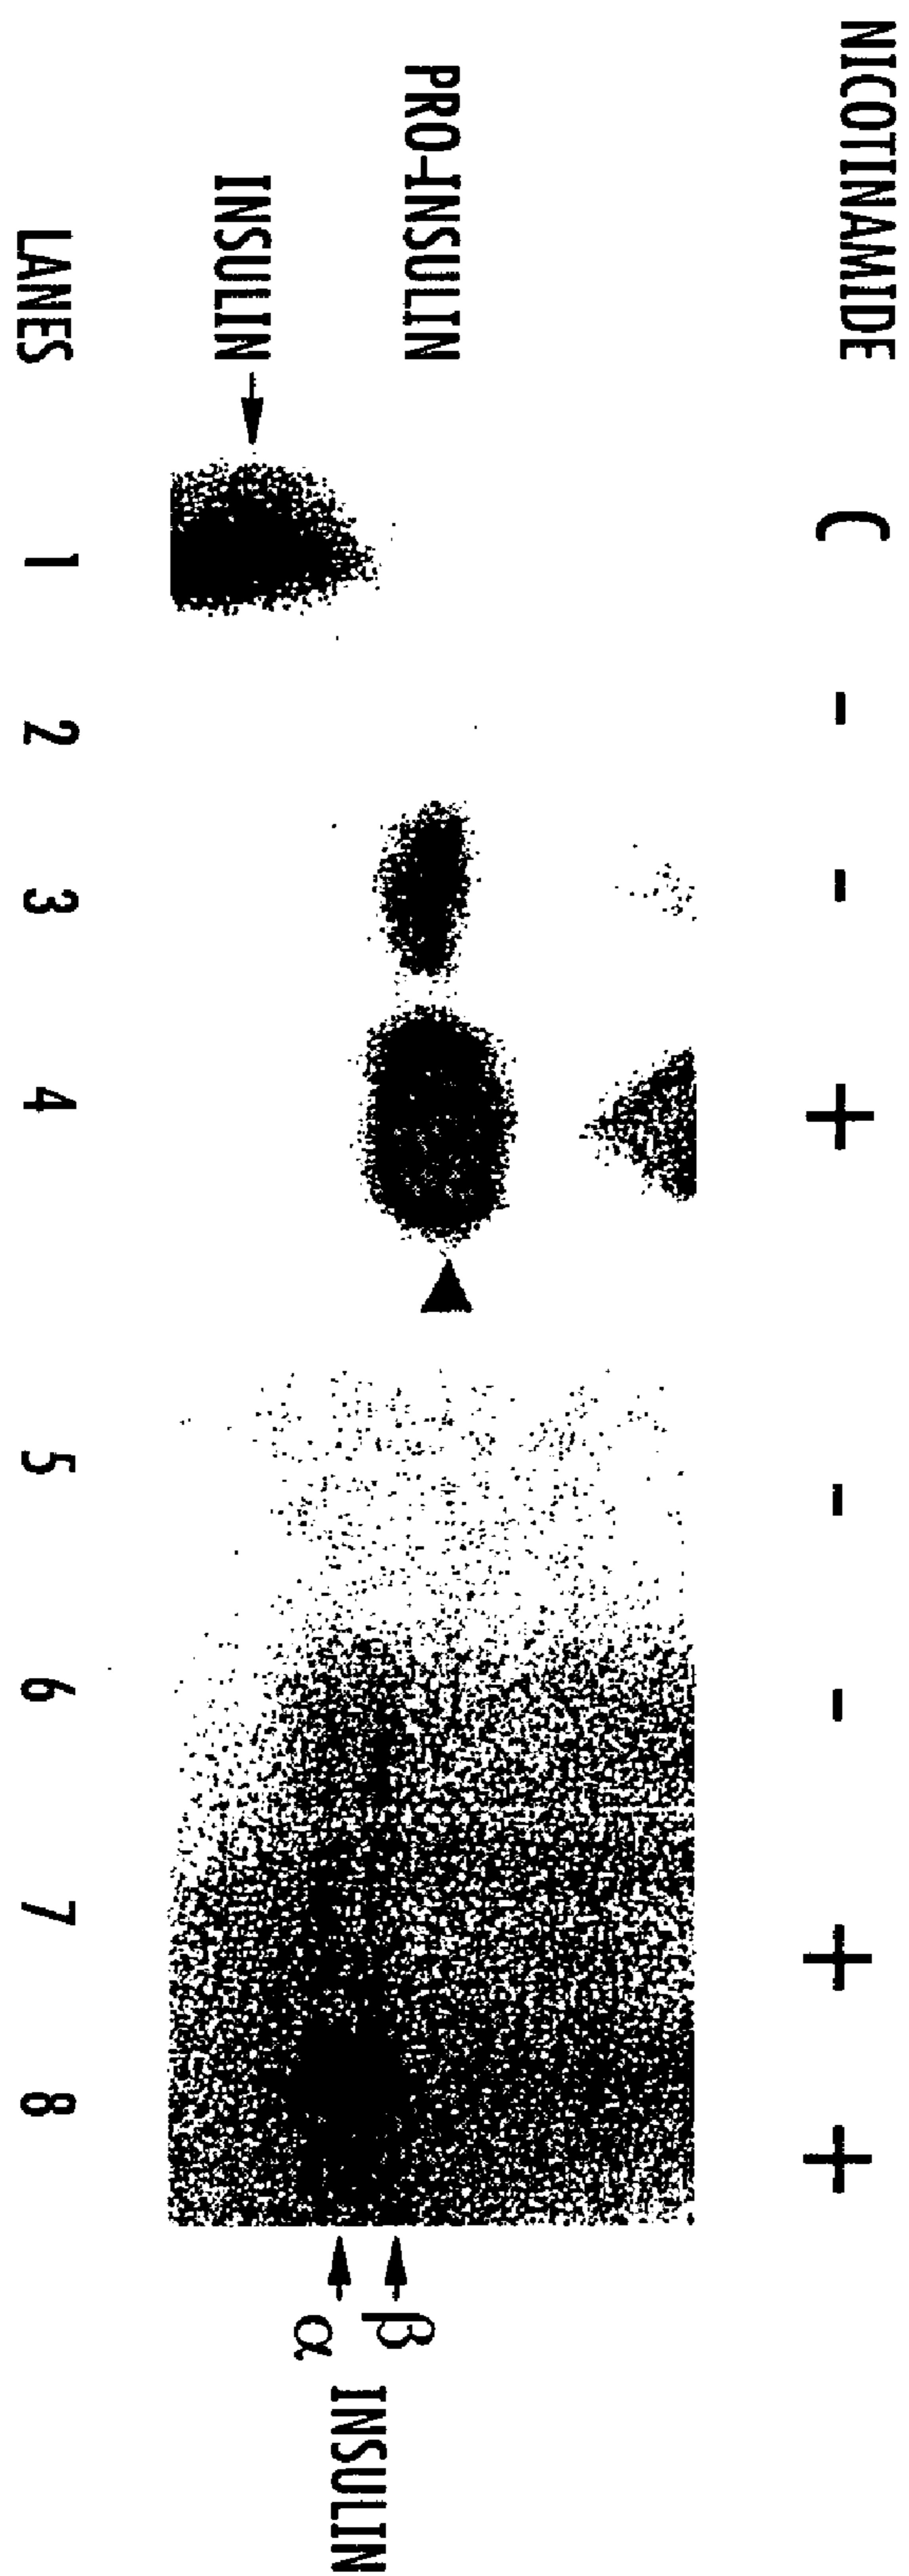 NICOTINAMIDE C - - + - - + +
PRO-INSULIN
INSULIN
β
α INSULIN
LANES 1 2 3 4 5 6 7 8